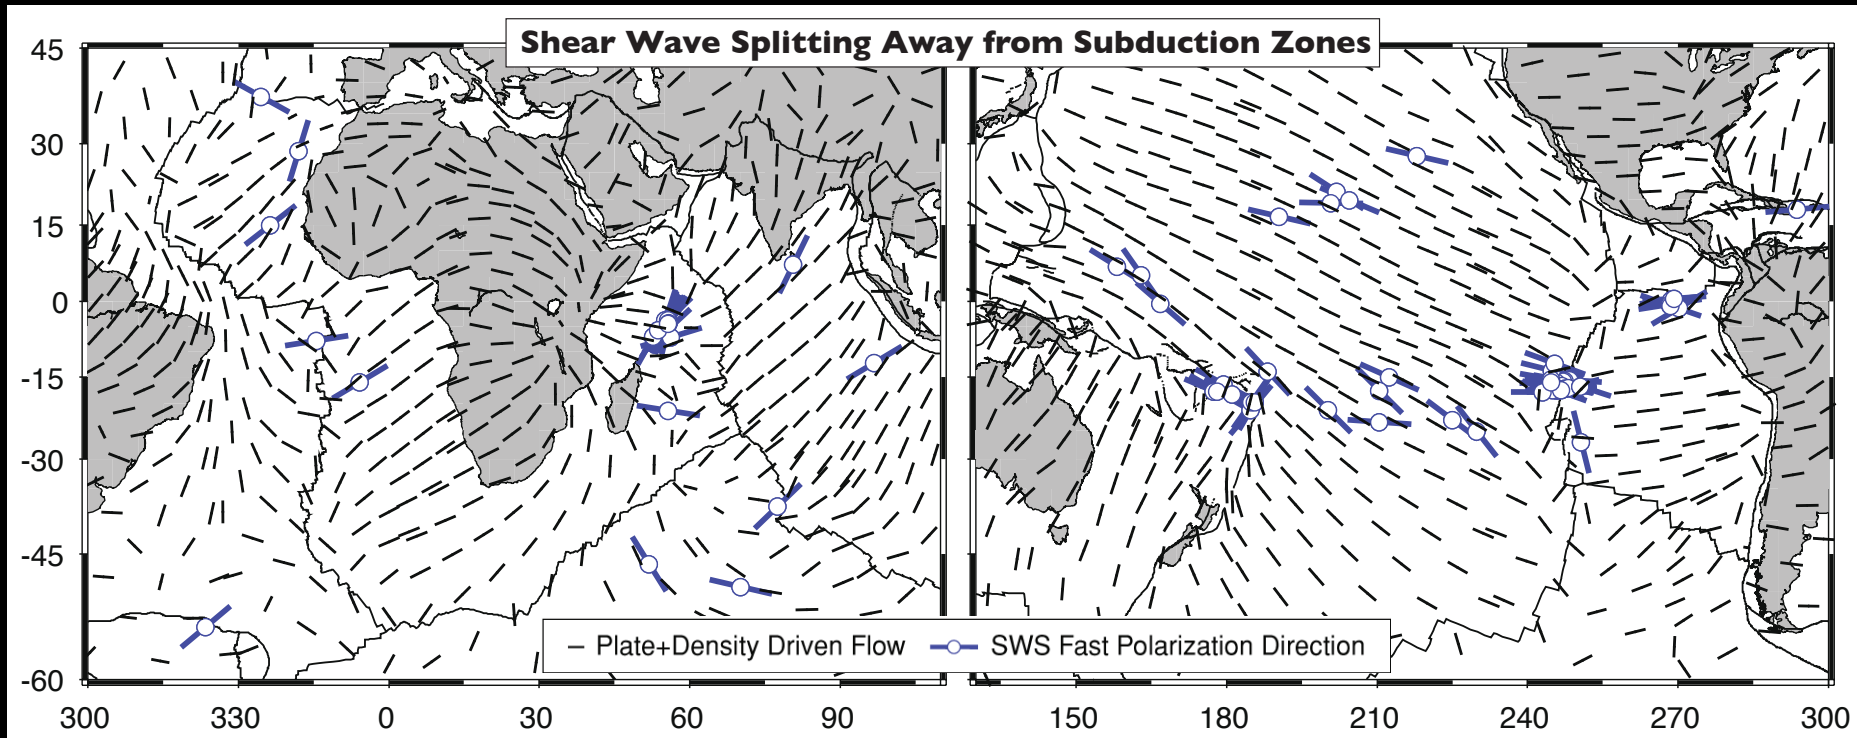 Shear Wave Splitting Away from Subduction Zones
45
30
15
0
-15
-30
-45
-60
Plate+Density Driven Flow SWS Fast Polarization Direction
300 330 0 30 60 90 150 180 210 240 270 300